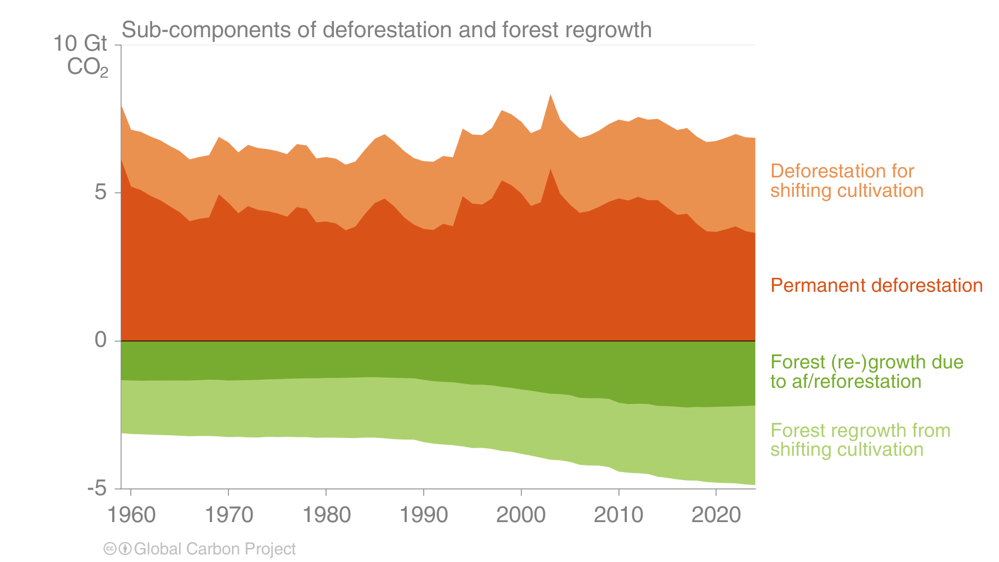 Sub-components of deforestation and forest regrowth
10 Gt
CO₂
5
0
-5
1960 1970 1980 1990 2000 2010 2020
Deforestation for
shifting cultivation
Permanent deforestation
Forest (re-)growth due
to af/reforestation
Forest regrowth from
shifting cultivation
cc Global Carbon Project